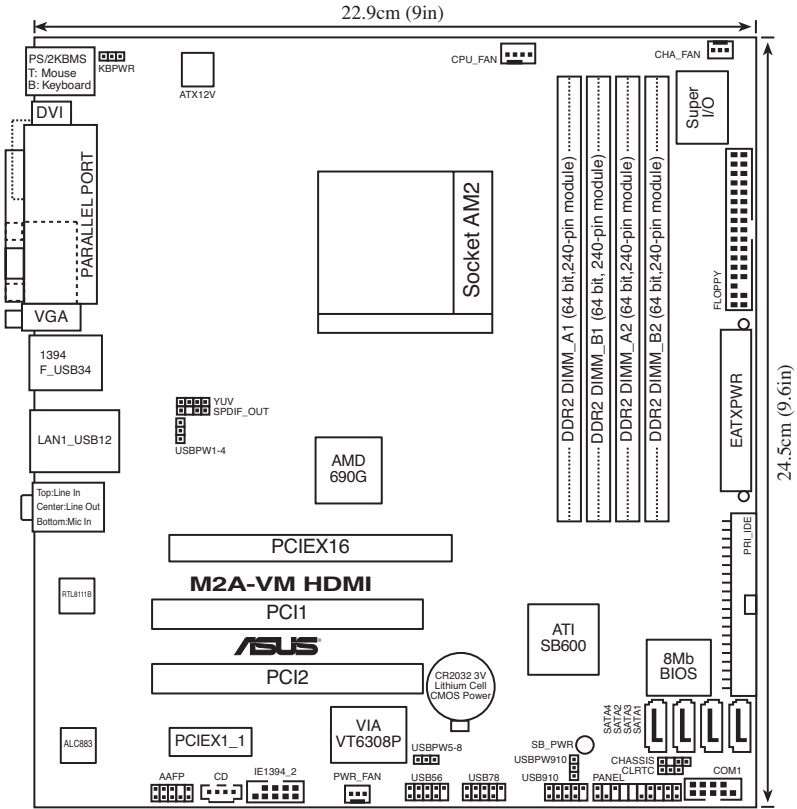 22.9cm (9in)
PS/2KBMS
T: Mouse
B: Keyboard
KBPWR
ATX12V
CPU_FAN
CHA_FAN
Super
I/O
DVI
PARALLEL PORT
VGA
1394
F_USB34
LAN1_USB12
Top:Line In
Center:Line Out
Bottom:Mic In
Socket AM2
DDR2 DIMM_A1 (64 bit,240-pin module)
DDR2 DIMM_B1 (64 bit, 240-pin module)
DDR2 DIMM_A2 (64 bit,240-pin module)
DDR2 DIMM_B2 (64 bit,240-pin module)
FLOPPY
EATXPWR
24.5cm (9.6in)
YUV
SPDIF_OUT
USBPW1-4
AMD
690G
PRI_IDE
PCIEX16
M2A-VM HDMI
RTL8111B
PCI1
ASUS
PCI2
ATI
SB600
8Mb
BIOS
CR2032 3V
Lithium Cell
CMOS Power
SATA4
SATA2
SATA3
SATA1
ALC883
PCIEX1_1
VIA
VT6308P
USBPW5-8
SB_PWR
USBPW910
CHASSIS
CLRTC
AAFP
CD
IE1394_2
PWR_FAN
USB56
USB78
USB910
PANEL
COM1